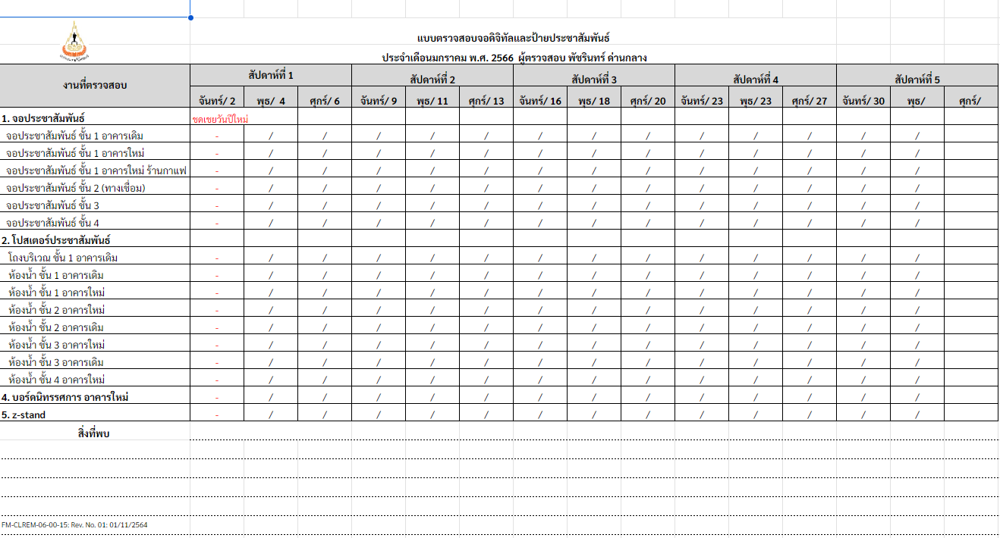 แบบตรวจสอบจอดิจิทัลและป้ายประชาสัมพันธ์
ประจำเดือนมกราคม พ.ศ. 2566 ผู้ตรวจสอบ พัชรินทร์ ด่านกลาง
งานที่ตรวจสอบ สัปดาห์ที่ 1 สัปดาห์ที่ 2 สัปดาห์ที่ 3 สัปดาห์ที่ 4 สัปดาห์ที่ 5
จันทร์/ 2 พุธ/ 4 ศุกร์/ 6 จันทร์/ 9 พุธ/ 11 ศุกร์/ 13 จันทร์/ 16 พุธ/ 18 ศุกร์/ 20 จันทร์/ 23 พุธ/ 23 ศุกร์/ 27 จันทร์/ 30 พุธ/ ศุกร์/
1. จอประชาสัมพันธ์ ชดเชยวันปีใหม่
จอประชาสัมพันธ์ ชั้น 1 อาคารเดิม - / / / / / / / / / / / / /
จอประชาสัมพันธ์ ชั้น 1 อาคารใหม่ - / / / / / / / / / / / / /
จอประชาสัมพันธ์ ชั้น 1 อาคารใหม่ ร้านกาแฟ - / / / / / / / / / / / / /
จอประชาสัมพันธ์ ชั้น 2 (ทางเชื่อม) - / / / / / / / / / / / / /
จอประชาสัมพันธ์ ชั้น 3 - / / / / / / / / / / / / /
จอประชาสัมพันธ์ ชั้น 4 - / / / / / / / / / / / / /
2. โปสเตอร์ประชาสัมพันธ์
โถงบริเวณ ชั้น 1 อาคารเดิม - / / / / / / / / / / / / /
ห้องน้ำ ชั้น 1 อาคารเดิม - / / / / / / / / / / / / /
ห้องน้ำ ชั้น 1 อาคารใหม่ - / / / / / / / / / / / / /
ห้องน้ำ ชั้น 2 อาคารใหม่ - / / / / / / / / / / / / /
ห้องน้ำ ชั้น 2 อาคารเดิม - / / / / / / / / / / / / /
ห้องน้ำ ชั้น 3 อาคารใหม่ - / / / / / / / / / / / / /
ห้องน้ำ ชั้น 3 อาคารเดิม - / / / / / / / / / / / / /
ห้องน้ำ ชั้น 4 อาคารใหม่ - / / / / / / / / / / / / /
4. บอร์ดนิทรรศการ อาคารใหม่ - / / / / / / / / / / / / /
5. z-stand - / / / / / / / / / / / / /
สิ่งที่พบ
FM-CLREM-06-00-15: Rev. No. 01: 01/11/2564